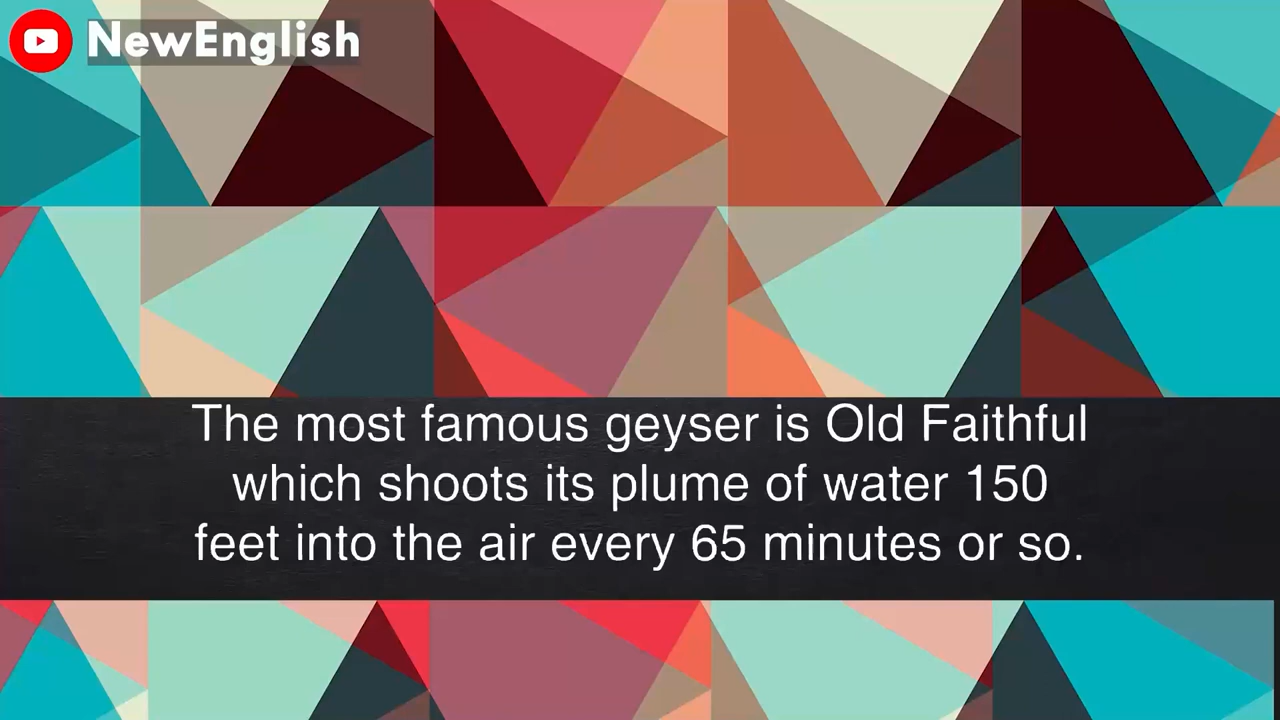 NewEnglish
The most famous geyser is Old Faithful
which shoots its plume of water 150
feet into the air every 65 minutes or so.